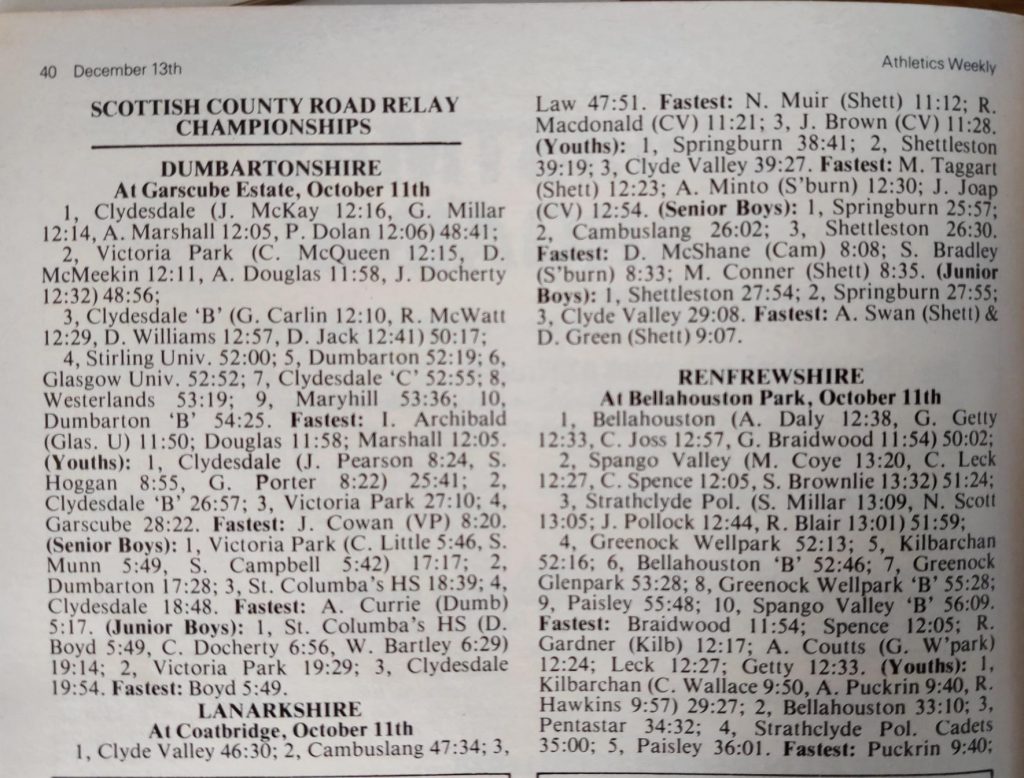 40 December 13th
Athletics Weekly
SCOTTISH COUNTY ROAD RELAY
CHAMPIONSHIPS
DUMBARTONSHIRE
At Garscube Estate, October 11th
1, Clydesdale (J. McKay 12:16, G. Millar
12:14, A. Marshall 12:05, P. Dolan 12:06) 48:41;
2, Victoria Park (C. McQueen 12:15, D.
McMeekin 12:11, A. Douglas 11:58, J. Docherty
12:32) 48:56;
3, Clydesdale ‘B’ (G. Carlin 12:10, R. McWatt
12:29, D. Williams 12:57, D. Jack 12:41) 50:17;
4, Stirling Univ. 52:00; 5, Dumbarton 52:19; 6,
Glasgow Univ. 52:52; 7, Clydesdale ‘C’ 52:55; 8,
Westerlands 53:19; 9, Maryhill 53:36; 10,
Dumbarton ‘B’ 54:25. Fastest: I. Archibald
(Glas. U) 11:50; Douglas 11:58; Marshall 12:05.
(Youths): 1, Clydesdale (J. Pearson 8:24, S.
Hoggan 8:55, G. Porter 8:22) 25:41; 2,
Clydesdale ‘B’ 26:57; 3, Victoria Park 27:10; 4,
Garscube 28:22. Fastest: J. Cowan (VP) 8:20.
(Senior Boys): 1, Victoria Park (C. Little 5:46, S.
Munn 5:49, S. Campbell 5:42) 17:17; 2,
Dumbarton 17:28; 3, St. Columba’s HS 18:39; 4,
Clydesdale 18:48. Fastest: A. Currie (Dumb)
5:17. (Junior Boys): 1, St. Columba’s HS (D.
Boyd 5:49, C. Docherty 6:56, W. Bartley 6:29)
19:14; 2, Victoria Park 19:29; 3, Clydesdale
19:54. Fastest: Boyd 5:49.
LANARKSHIRE
At Coatbridge, October 11th
1, Clyde Valley 46:30; 2, Cambuslang 47:34; 3,
Law 47:51. Fastest: N. Muir (Shett) 11:12; R.
Macdonald (CV) 11:21; 3, J. Brown (CV) 11:28.
(Youths): 1, Springburn 38:41; 2, Shettleston
39:19; 3, Clyde Valley 39:27. Fastest: M. Taggart
(Shett) 12:23; A. Minto (S’burn) 12:30; J. Joap
(CV) 12:54. (Senior Boys): 1, Springburn 25:57;
2, Cambuslang 26:02; 3, Shettleston 26:30.
Fastest: D. McShane (Cam) 8:08; S. Bradley
(S’burn) 8:33; M. Conner (Shett) 8:35. (Junior
Boys): 1, Shettleston 27:54; 2, Springburn 27:55;
3, Clyde Valley 29:08. Fastest: A. Swan (Shett) &
D. Green (Shett) 9:07.
RENFREWSHIRE
At Bellahouston Park, October 11th
1, Bellahouston (A. Daly 12:38, G. Getty
12:33, C. Joss 12:57, G. Braidwood 11:54) 50:02;
2, Spango Valley (M. Coye 13:20, C. Leck
12:27, C. Spence 12:05, S. Brownlie 13:32) 51:24;
3, Strathclyde Pol. (S. Millar 13:09, N. Scott
13:05; J. Pollock 12:44, R. Blair 13:01) 51:59;
4, Greenock Wellpark 52:13; 5, Kilbarchan
52:16; 6, Bellahouston ‘B’ 52:46; 7, Greenock
Glenpark 53:28; 8, Greenock Wellpark ‘B’ 55:28;
9, Paisley 55:48; 10, Spango Valley ‘B’ 56:09.
Fastest: Braidwood 11:54; Spence 12:05; R.
Gardner (Kilb) 12:17; A. Coutts (G. W’park)
12:24; Leck 12:27; Getty 12:33. (Youths): 1,
Kilbarchan (C. Wallace 9:50, A. Puckrin 9:40, R.
Hawkins 9:57) 29:27; 2, Bellahouston 33:10; 3,
Pentastar 34:32; 4, Strathclyde Pol. Cadets
35:00; 5, Paisley 36:01. Fastest: Puckrin 9:40;